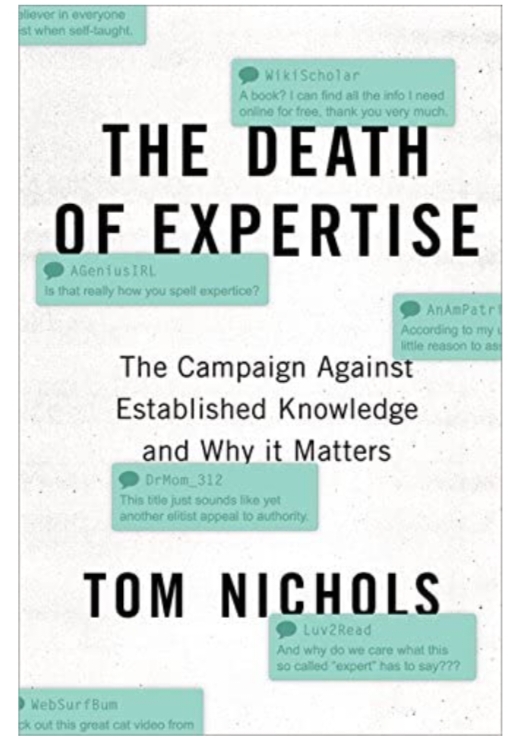 eliever in everyone
st when self-taught.
WikiScholar
A book? I can find all the info I need
online for free, thank you very much.
THE DEATH
OF EXPERTISE
AGeniusIRL
Is that really how you spell expertice?
AnAmPatri
According to my u
little reason to ass
The Campaign Against
Established Knowledge
and Why it Matters
DrMom_312
This title just sounds like yet
another elitist appeal to authority.
TOM NICHOLS
Luv2Read
And why do we care what this
so called "expert" has to say???
WebSurfBum
ck out this great cat video from